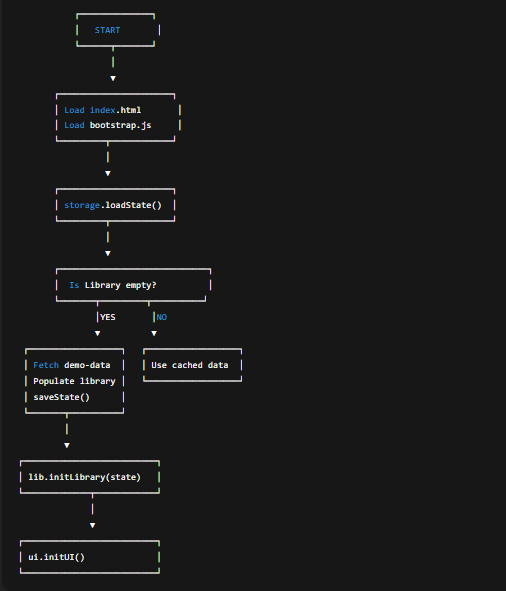 START
Load index.html
Load bootstrap.js
storage.loadState()
Is Library empty?
YES NO
Fetch demo-data
Populate library
saveState()
Use cached data
lib.initLibrary(state)
ui.initUI()